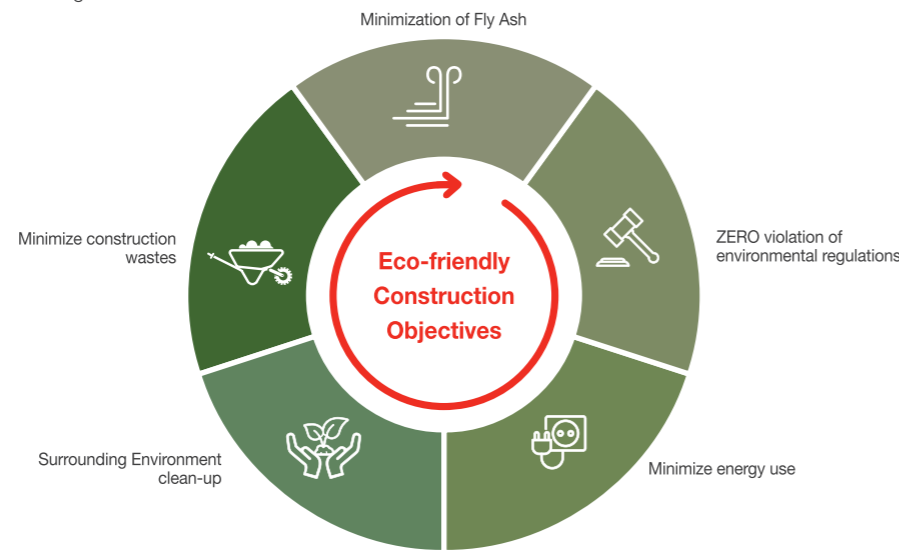 Minimization of Fly Ash
ZERO violation of
environmental regulations
Minimize construction
wastes
Eco-friendly
Construction
Objectives
Surrounding Environment
clean-up
Minimize energy use